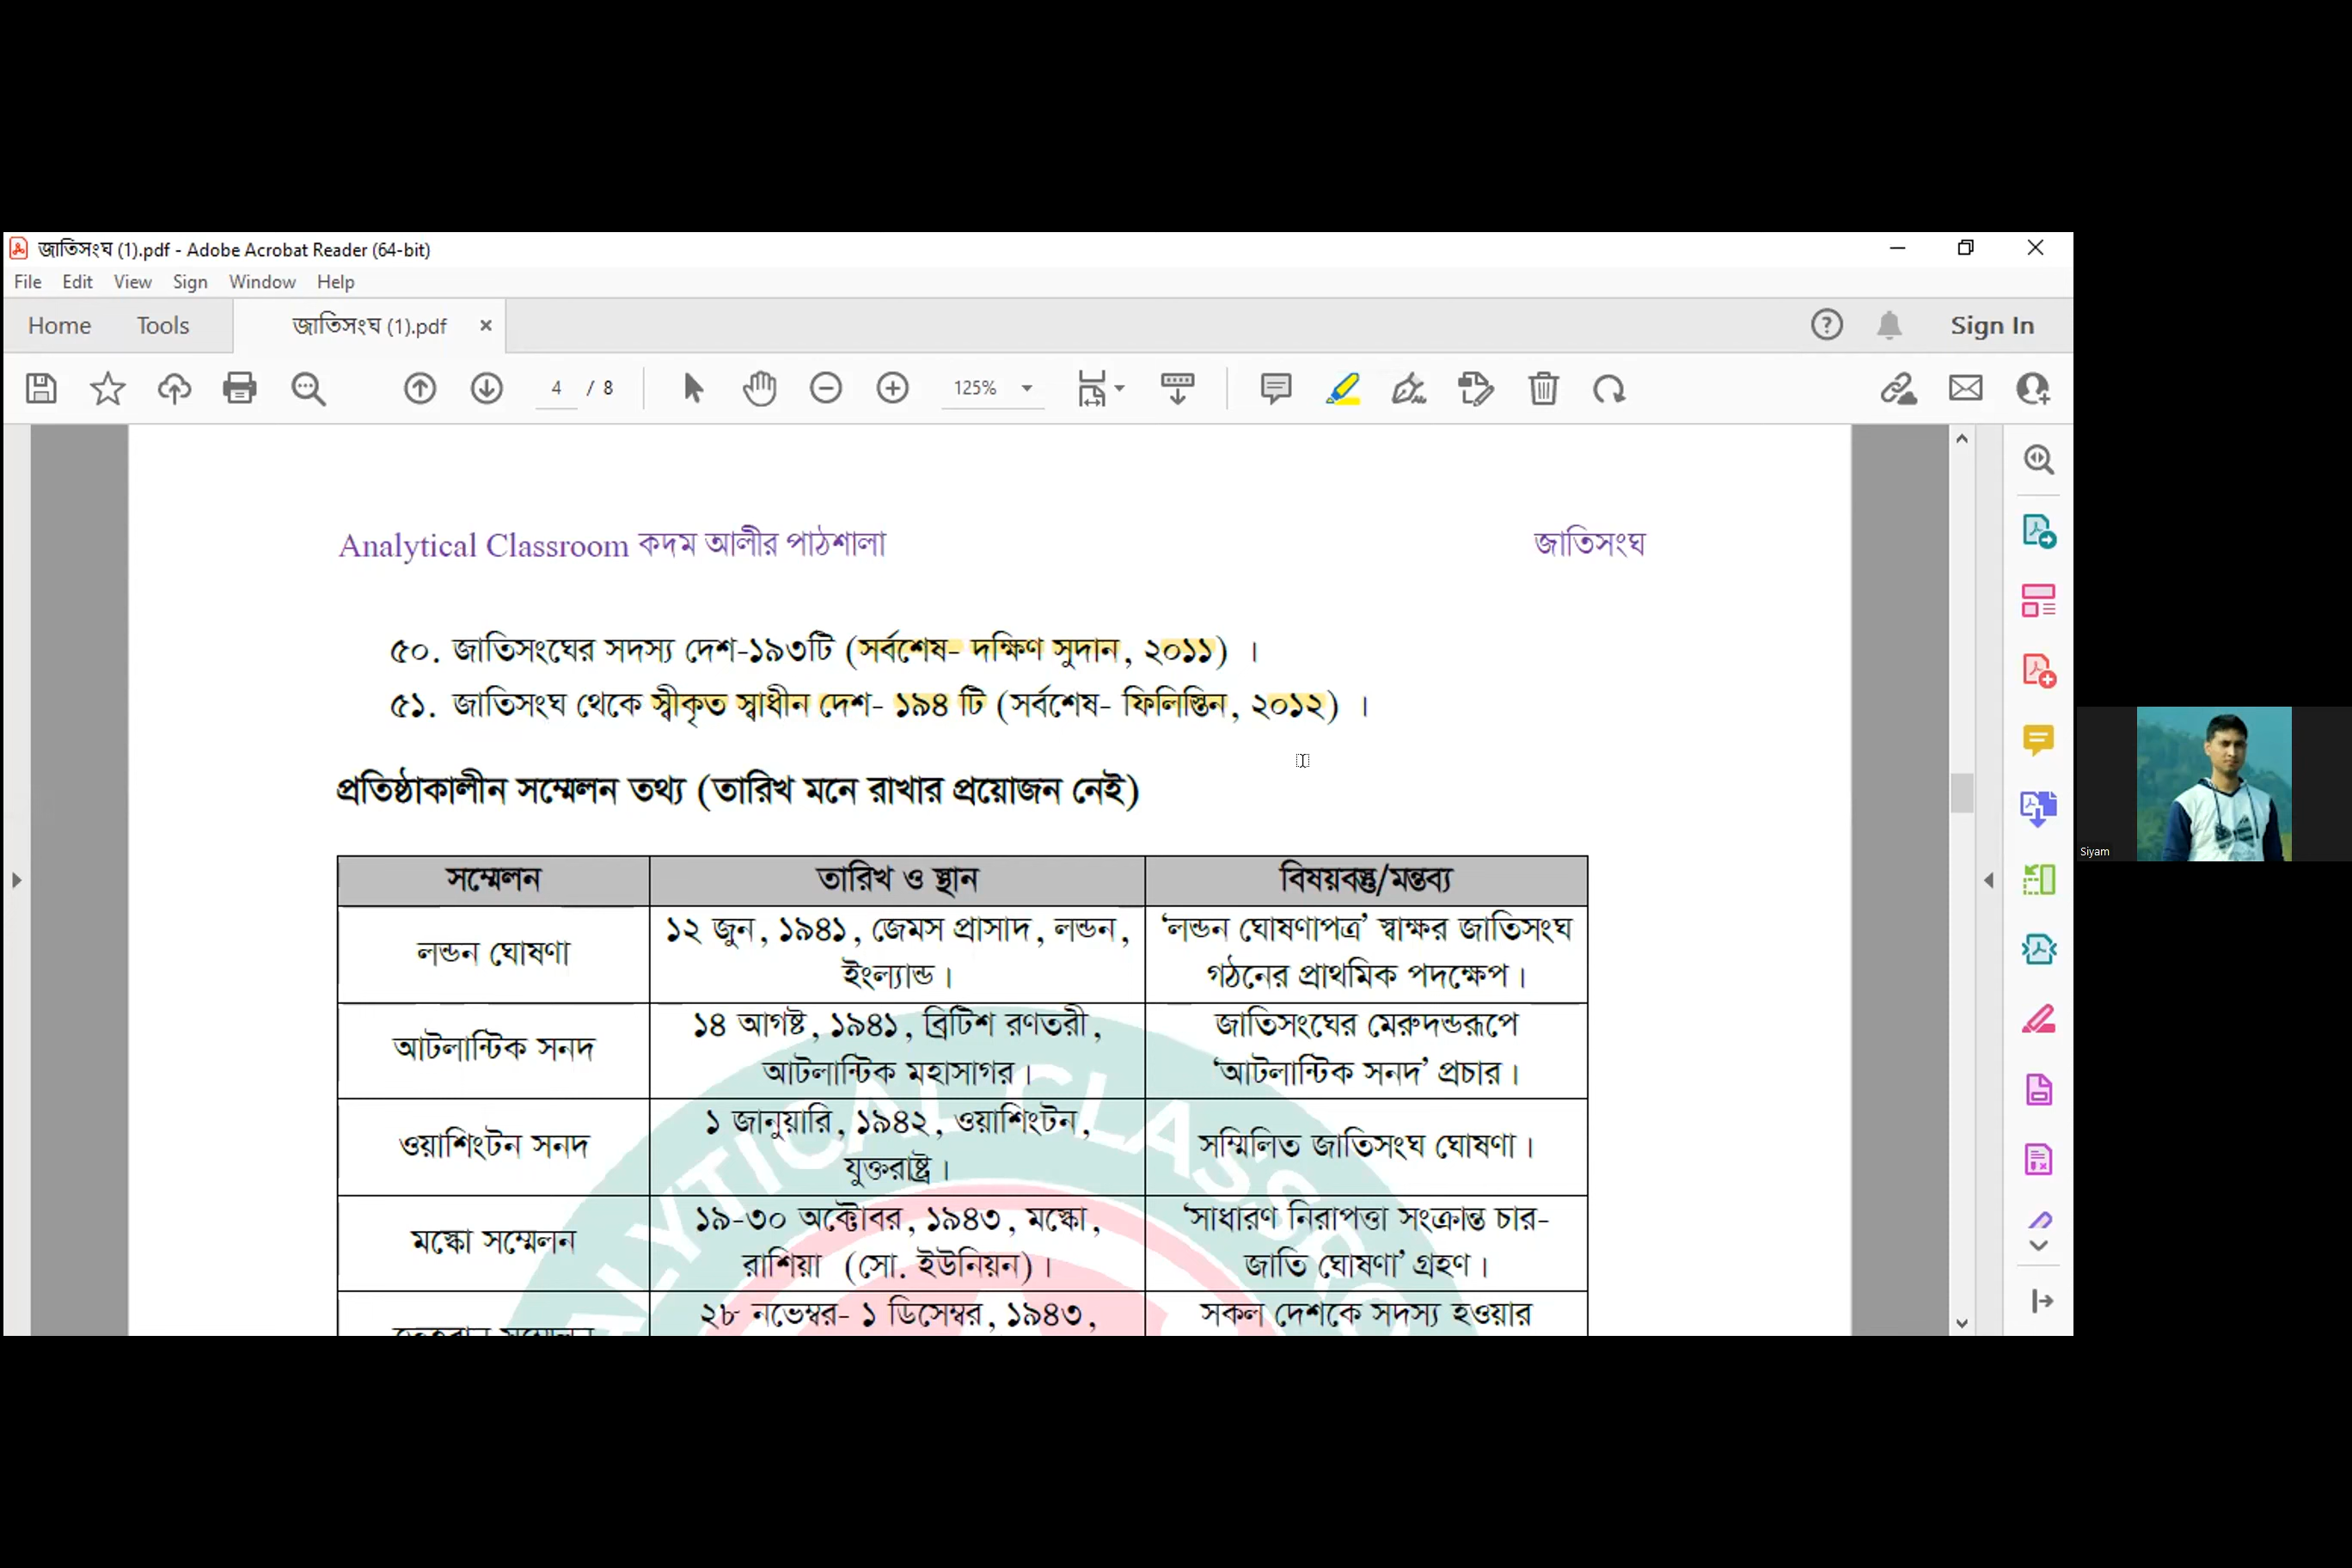 জাতিসংঘ (1).pdf - Adobe Acrobat Reader (64-bit)
File Edit View Sign Window Help
Home Tools জাতিসংঘ (1).pdf Sign In
4 / 8 125%
Analytical Classroom কদম আলীর পাঠশালা জাতিসংঘ
৫০. জাতিসংঘের সদস্য দেশ-১৯৩টি (সর্বশেষ- দক্ষিণ সুদান, ২০১১) ।
৫১. জাতিসংঘ থেকে স্বীকৃত স্বাধীন দেশ- ১৯৪ টি (সর্বশেষ- ফিলিস্তিন, ২০১২) ।
প্রতিষ্ঠাকালীন সম্মেলন তথ্য (তারিখ মনে রাখার প্রয়োজন নেই)
সম্মেলন তারিখ ও স্থান বিষয়বস্তু/মন্তব্য
লন্ডন ঘোষণা
১২ জুন, ১৯৪১, জেমস প্রাসাদ, লন্ডন,
ইংল্যান্ড।
‘লন্ডন ঘোষণাপত্র’ স্বাক্ষর জাতিসংঘ
গঠনের প্রাথমিক পদক্ষেপ।
আটলান্টিক সনদ
১৪ আগষ্ট, ১৯৪১, ব্রিটিশ রণতরী,
আটলান্টিক মহাসাগর।
জাতিসংঘের মেরুদন্ডরূপে
‘আটলান্টিক সনদ’ প্রচার।
ওয়াশিংটন সনদ
১ জানুয়ারি, ১৯৪২, ওয়াশিংটন,
যুক্তরাষ্ট্র।
সম্মিলিত জাতিসংঘ ঘোষণা।
মস্কো সম্মেলন
১৯-৩০ অক্টোবর, ১৯৪৩, মস্কো,
রাশিয়া (সো. ইউনিয়ন)।
‘সাধারণ নিরাপত্তা সংক্রান্ত চার-
জাতি ঘোষণা’ গ্রহণ।
২৮ নভেম্বর- ১ ডিসেম্বর, ১৯৪৩,
সকল দেশকে সদস্য হওয়ার
Siyam